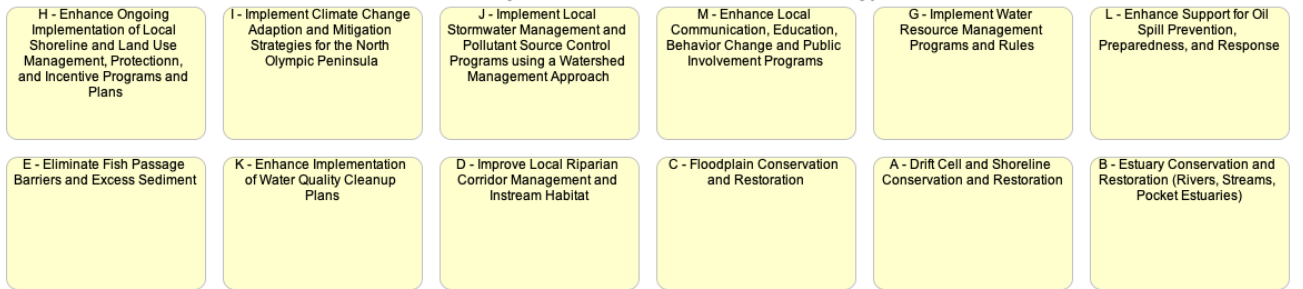 H - Enhance Ongoing
Implementation of Local
Shoreline and Land Use
Management, Protectionn,
and Incentive Programs and
Plans
I - Implement Climate Change
Adaption and Mitigation
Strategies for the North
Olympic Peninsula
J - Implement Local
Stormwater Management and
Pollutant Source Control
Programs using a Watershed
Management Approach
M - Enhance Local
Communication, Education,
Behavior Change and Public
Involvement Programs
G - Implement Water
Resource Management
Programs and Rules
L - Enhance Support for Oil
Spill Prevention,
Preparedness, and Response
E - Eliminate Fish Passage
Barriers and Excess Sediment
K - Enhance Implementation
of Water Quality Cleanup
Plans
D - Improve Local Riparian
Corridor Management and
Instream Habitat
C - Floodplain Conservation
and Restoration
A - Drift Cell and Shoreline
Conservation and Restoration
B - Estuary Conservation and
Restoration (Rivers, Streams,
Pocket Estuaries)